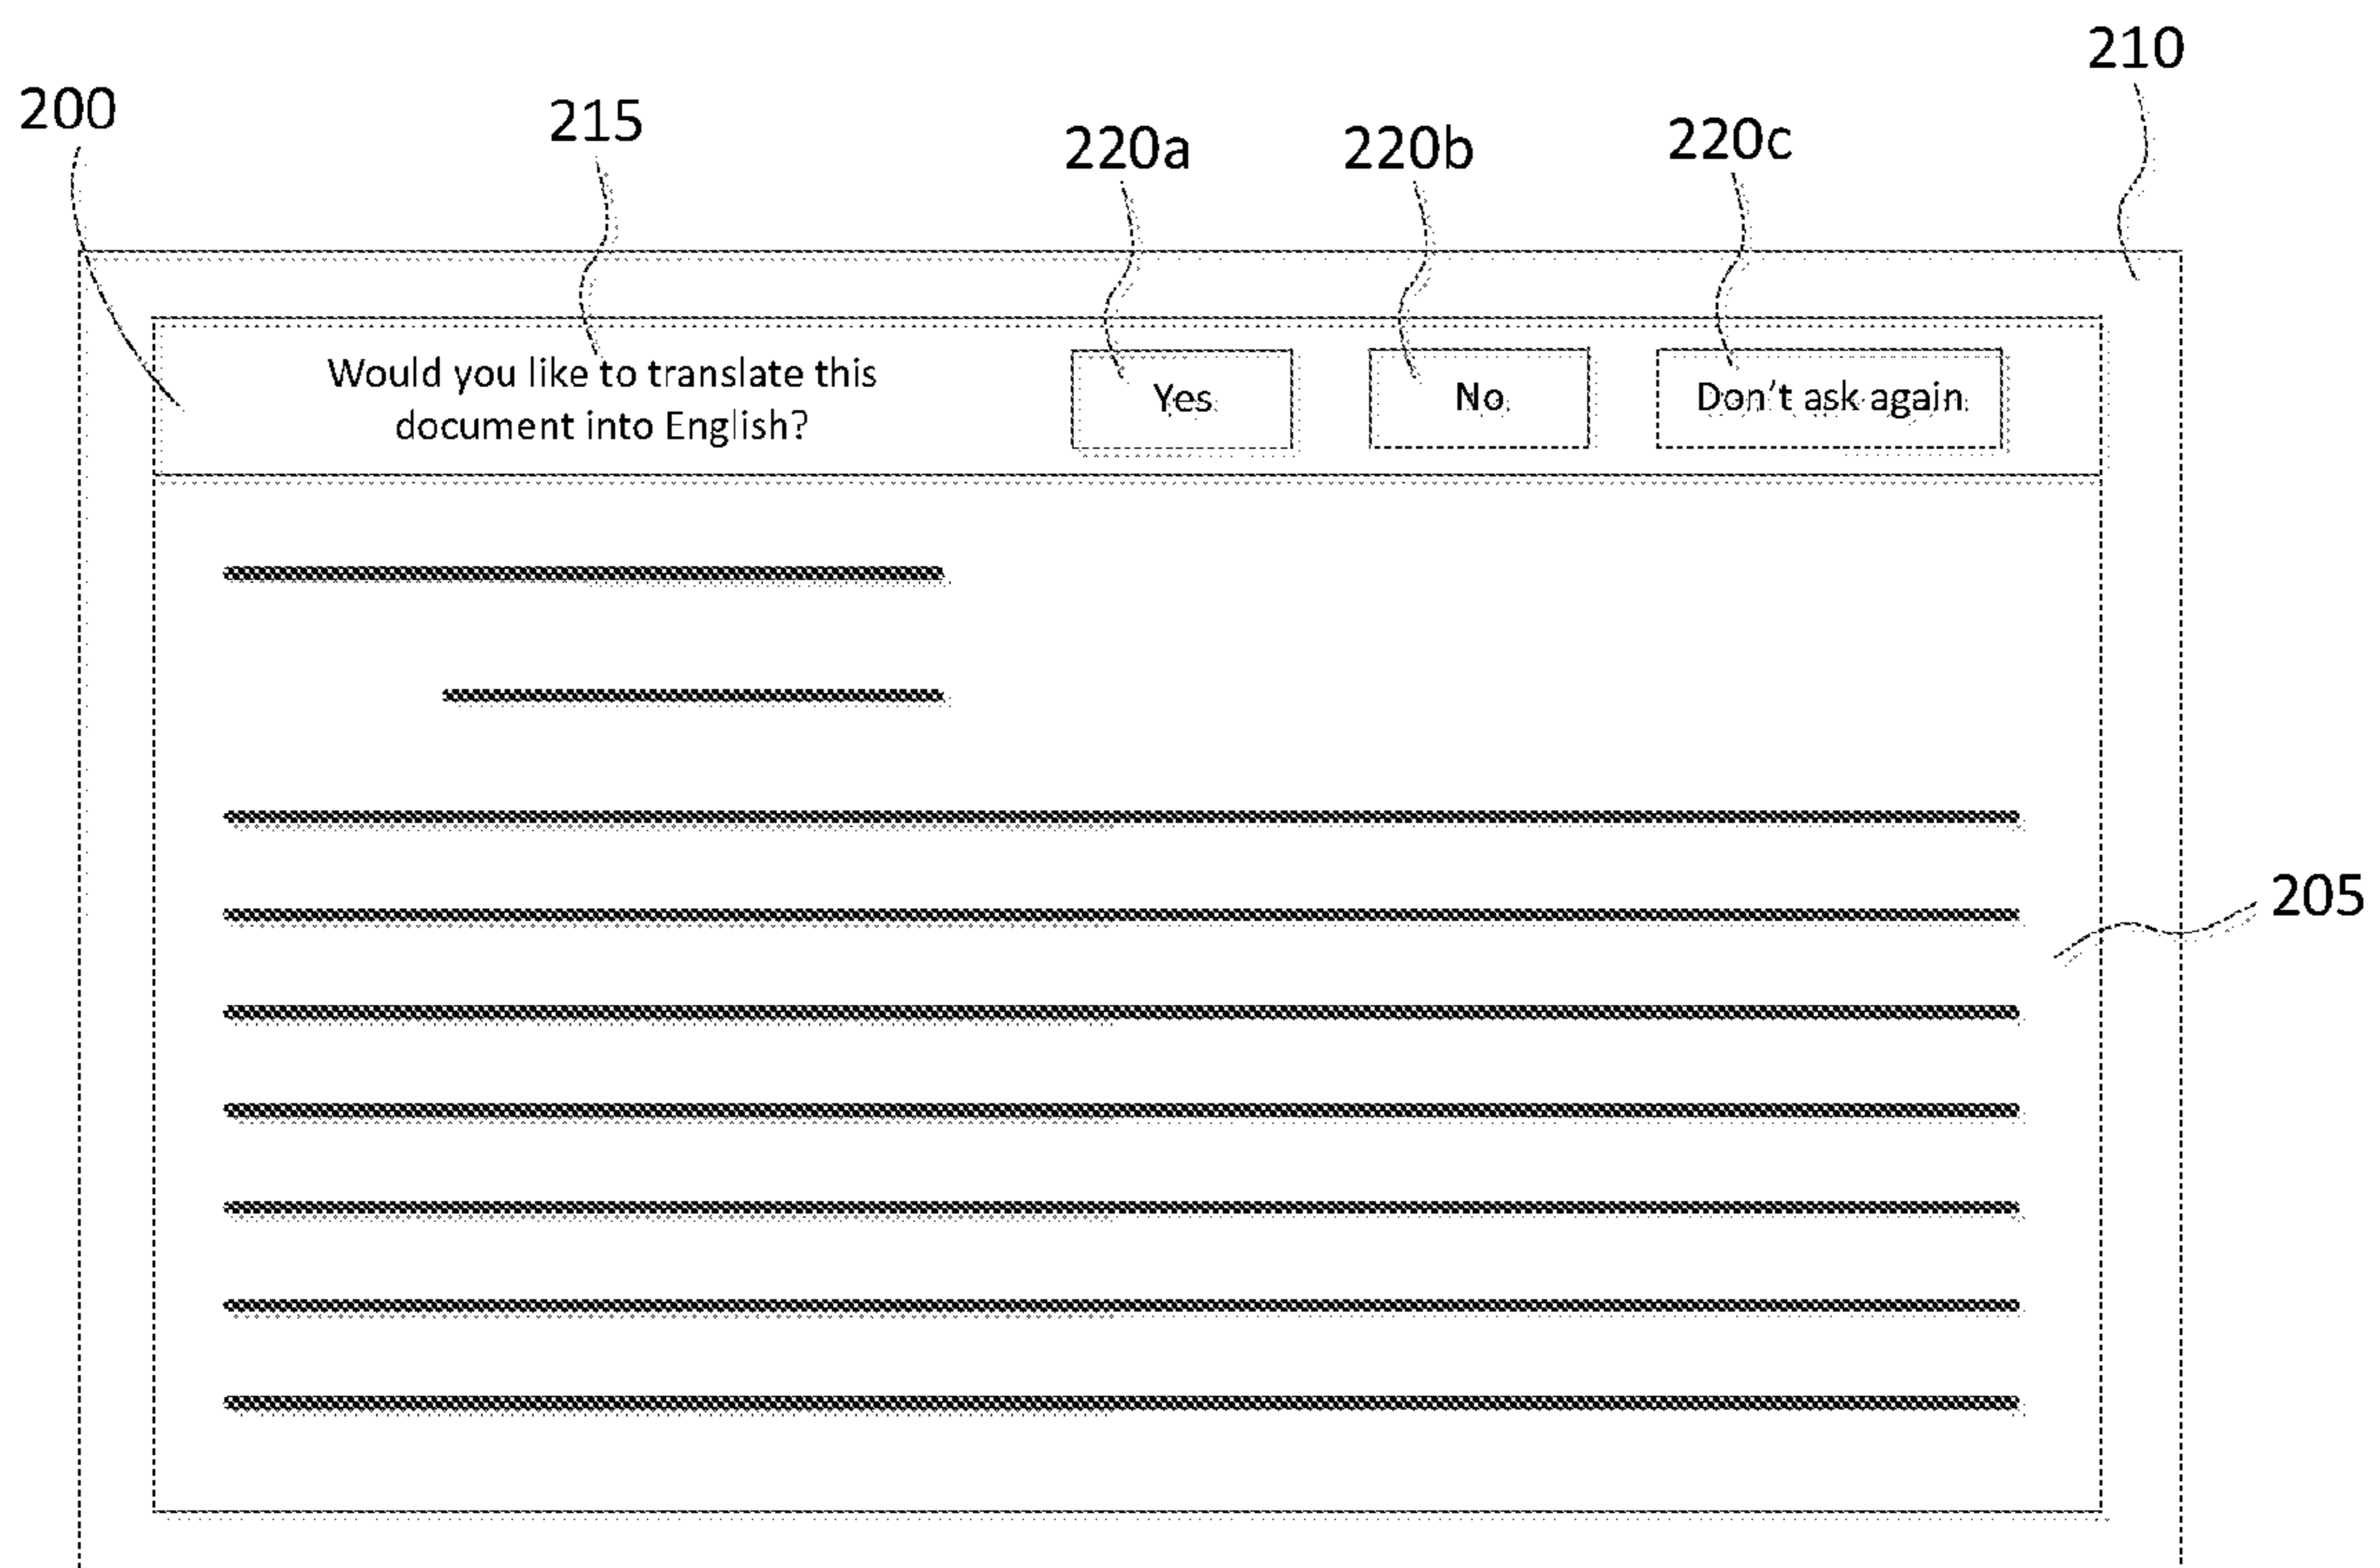 210
200
215
220a
220b
220c
Would you like to translate this
document into English?
Yes
No
Don't ask again
205